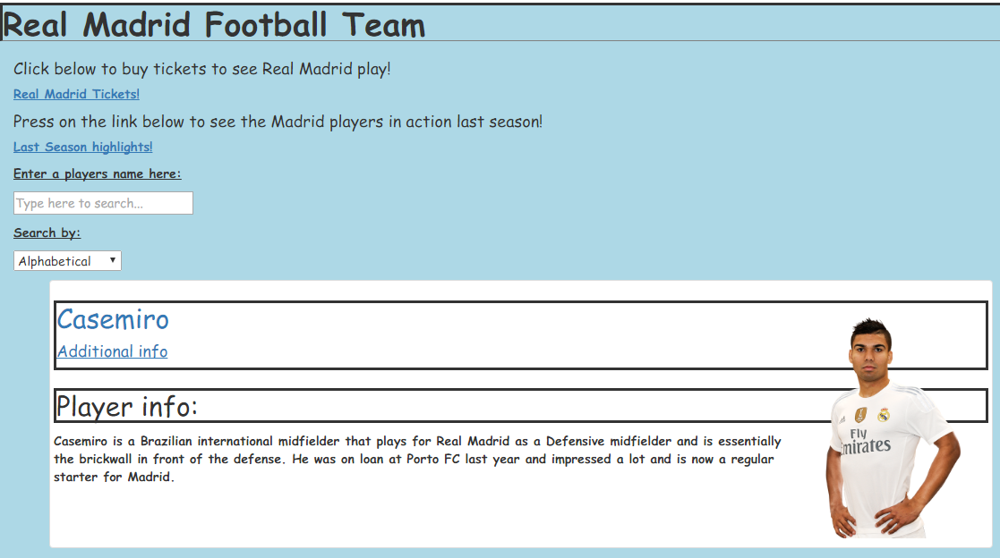 Real Madrid Football Team
Click below to buy tickets to see Real Madrid play!
Real Madrid Tickets!
Press on the link below to see the Madrid players in action last season!
Last Season highlights!
Enter a players name here:
Type here to search...
Search by:
Alphabetical
Casemiro
Additional info
Player info:
Casemiro is a Brazilian international midfielder that plays for Real Madrid as a Defensive midfielder and is essentially
the brickwall in front of the defense. He was on loan at Porto FC last year and impressed a lot and is now a regular
starter for Madrid.
Fly
Emirates